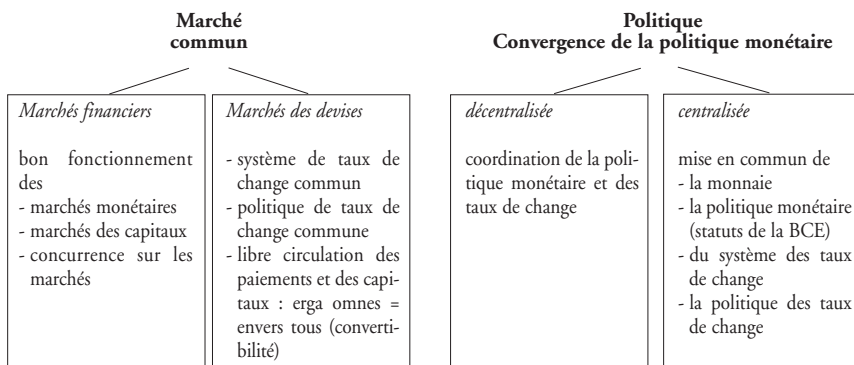 Marché
commun
Marchés financiers
bon fonctionnement
des
- marchés monétaires
- marchés des capitaux
- concurrence sur les
marchés
Marchés des devises
- système de taux de
change commun
- politique de taux de
change commune
- libre circulation des
paiements et des capi-
taux : erga omnes =
envers tous (converti-
bilité)
Politique
Convergence de la politique monétaire
décentralisée
coordination de la poli-
tique monétaire et des
taux de change
centralisée
mise en commun de
- la monnaie
- la politique monétaire
(statuts de la BCE)
- du système des taux
de change
- la politique des taux
de change